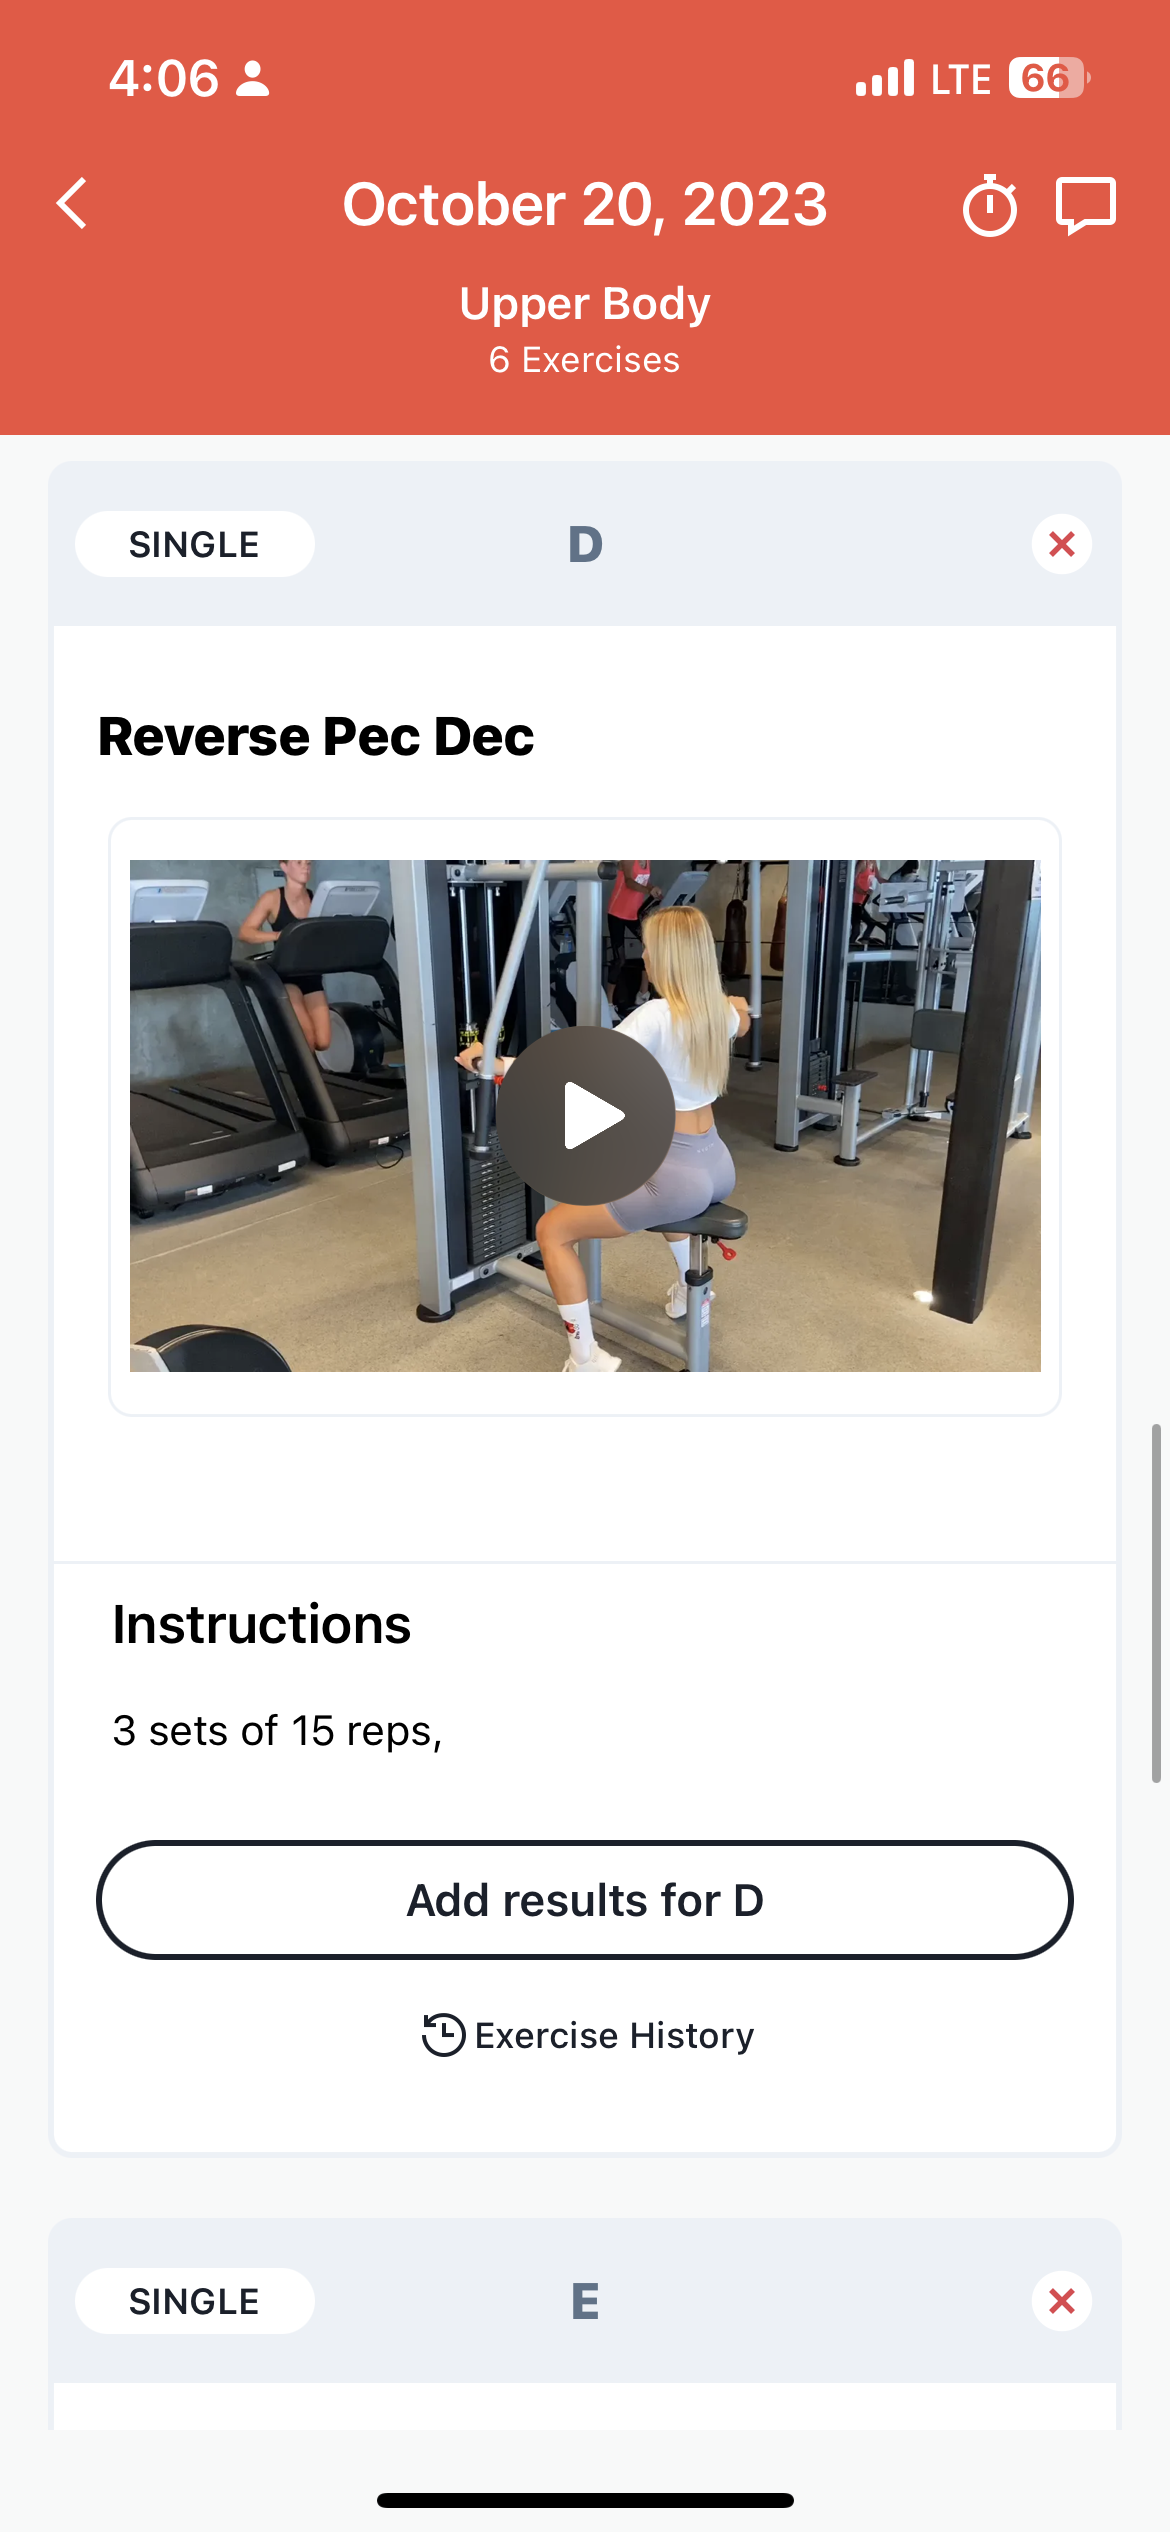 4:06
LTE 66
October 20, 2023
Upper Body
6 Exercises
SINGLE
D
Reverse Pec Dec
Instructions
3 sets of 15 reps,
Add results for D
Exercise History
SINGLE
E